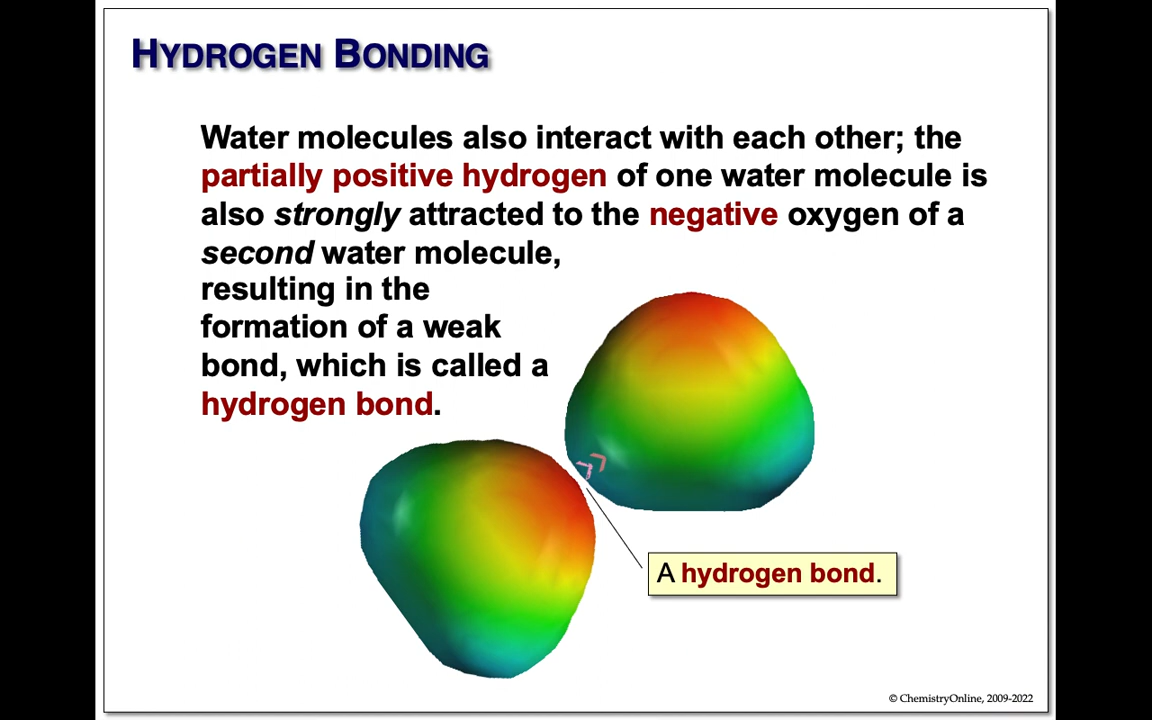 HYDROGEN BONDING
Water molecules also interact with each other; the
partially positive hydrogen of one water molecule is
also strongly attracted to the negative oxygen of a
second water molecule,
resulting in the
formation of a weak
bond, which is called a
hydrogen bond.
A hydrogen bond.
© ChemistryOnline, 2009-2022